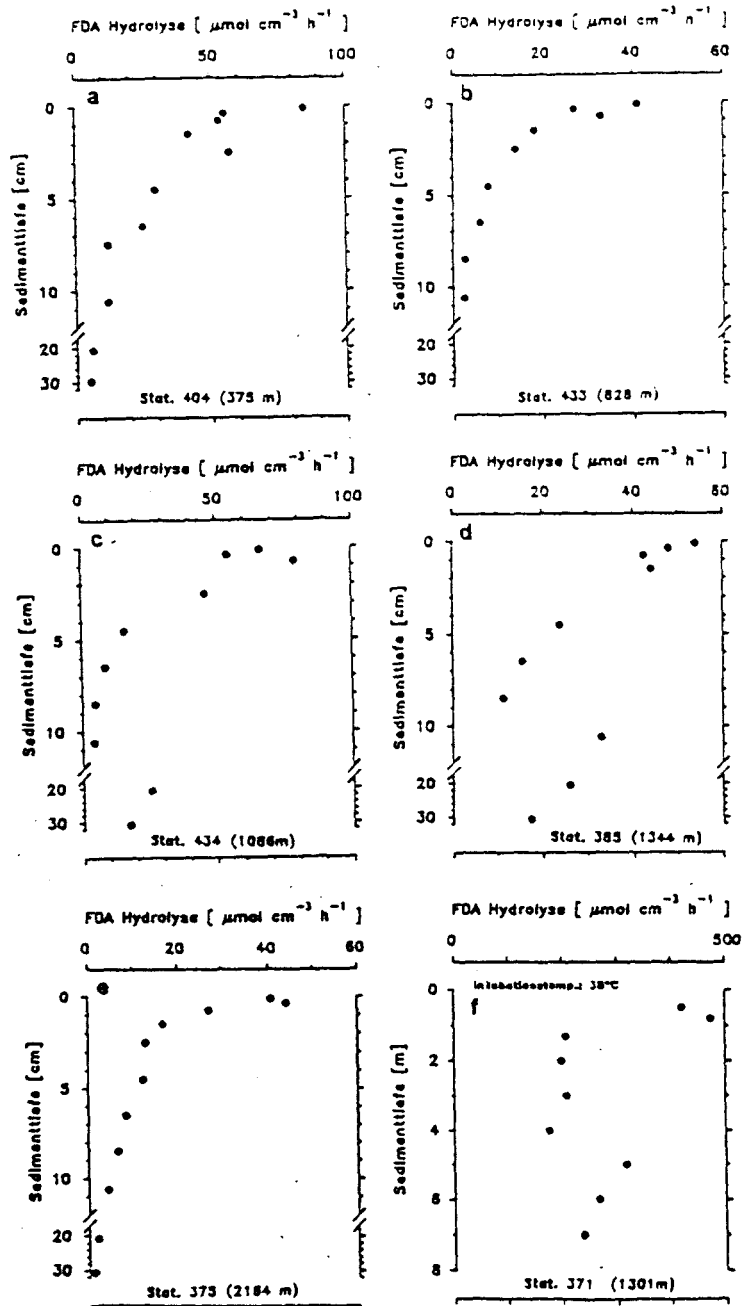 FDA Hydrolyse [ μmol cm⁻³ h⁻¹ ]
0 50 100
a
0
5
10
20
30
Sedimenttiefe [cm]
Stat. 404 (375 m)
FDA Hydrolyse [ μmol cm⁻³ h⁻¹ ]
0 20 40 60
b
0
5
10
20
30
Sedimenttiefe [cm]
Stat. 433 (828 m)
FDA Hydrolyse [ μmol cm⁻³ h⁻¹ ]
0 50 100
c
0
5
10
20
30
Sedimenttiefe [cm]
Stat. 434 (1086m)
FDA Hydrolyse [ μmol cm⁻³ h⁻¹ ]
0 20 40 60
d
0
5
10
20
30
Sedimenttiefe [cm]
Stat. 385 (1344 m)
FDA Hydrolyse [ μmol cm⁻³ h⁻¹ ]
0 20 40 60
e
0
5
10
20
30
Sedimenttiefe [cm]
Stat. 375 (2184 m)
FDA Hydrolyse [ μmol cm⁻³ h⁻¹ ]
0 500
Inkubationstemp.: 38°C
f
0
2
4
6
8
Sedimenttiefe [m]
Stat. 371 (1301m)